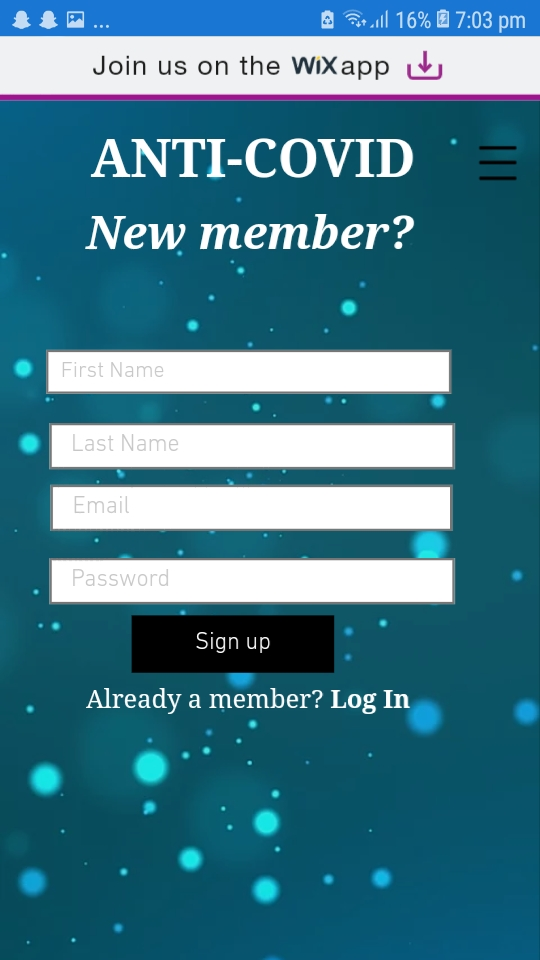 ... 16% 7:03 pm
Join us on the WiX app
ANTI-COVID
New member?
First Name
Last Name
Email
Password
Sign up
Already a member? Log In